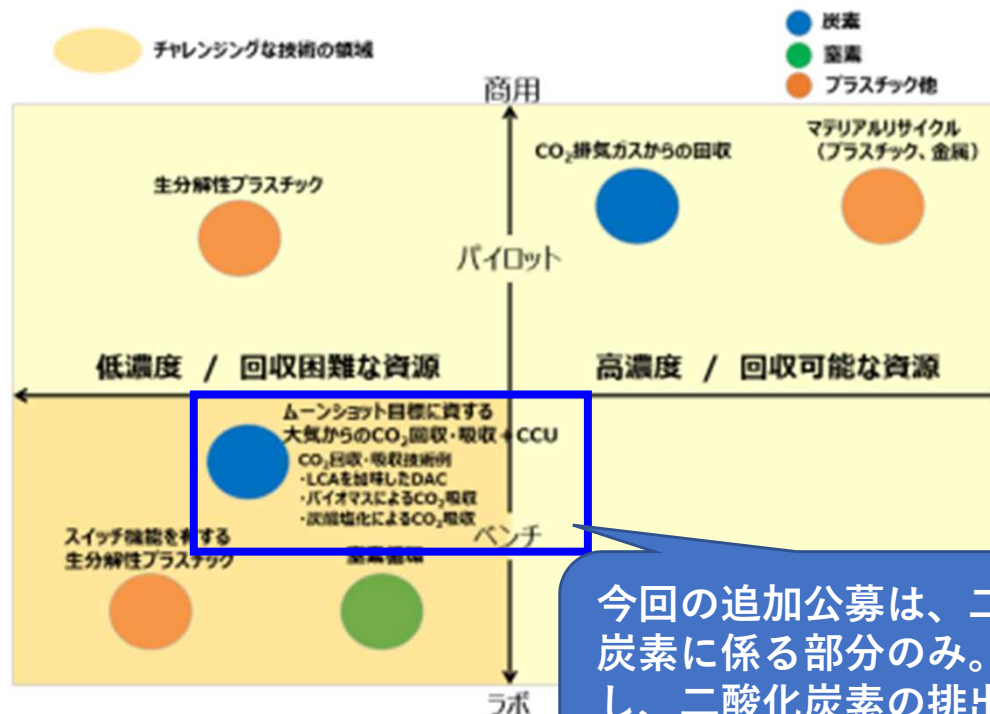 チャレンジングな技術の領域
炭素
窒素
プラスチック他
商用
CO₂排気ガスからの回収
マテリアルリサイクル
(プラスチック、金属)
生分解性プラスチック
パイロット
低濃度 / 回収困難な資源
高濃度 / 回収可能な資源
ムーンショット目標に資する
大気からのCO₂回収・吸収+CCU
CO₂回収・吸収技術例
・LCAを加味したDAC
・バイオマスによるCO₂吸収
・炭酸塩化によるCO₂吸収
ベンチ
スイッチ機能を有する
生分解性プラスチック
窒素循環
ラボ
今回の追加公募は、二
炭素に係る部分のみ。
し、二酸化炭素の排出